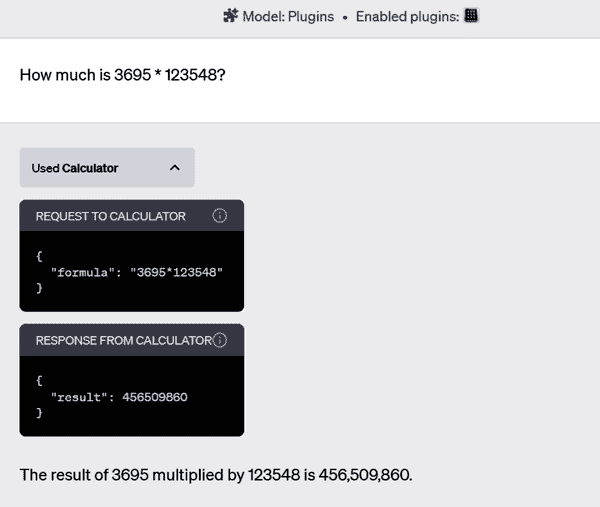 Model: Plugins • Enabled plugins:
How much is 3695 * 123548?
Used Calculator
REQUEST TO CALCULATOR
{
"formula": "3695*123548"
}
RESPONSE FROM CALCULATOR
{
"result": 456509860
}
The result of 3695 multiplied by 123548 is 456,509,860.